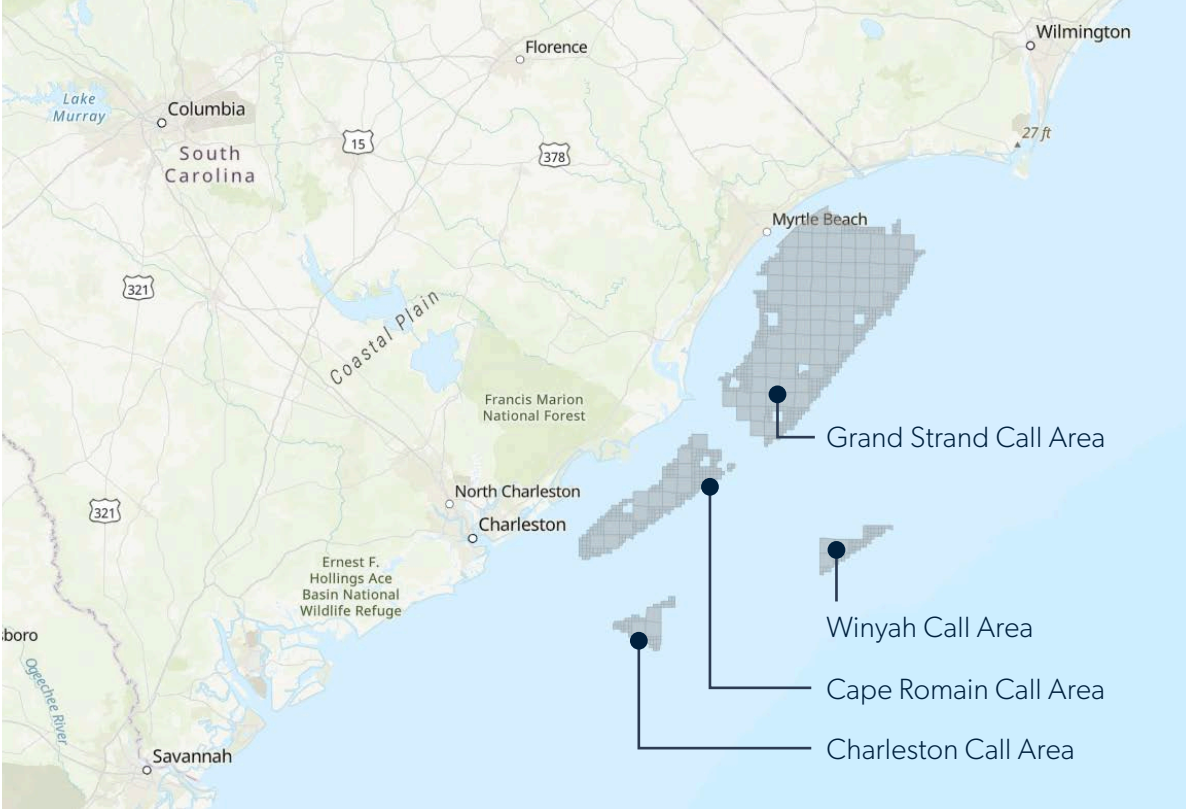 Wilmington
Florence
Lake
Murray
Columbia
27 ft
15
378
South
Carolina
Myrtle Beach
321
Coastal Plain
Francis Marion
National Forest
Grand Strand Call Area
North Charleston
321
Charleston
Ernest F.
Hollings Ace
Basin National
Wildlife Refuge
Winyah Call Area
sboro
Ogeechee River
Cape Romain Call Area
Charleston Call Area
Savannah